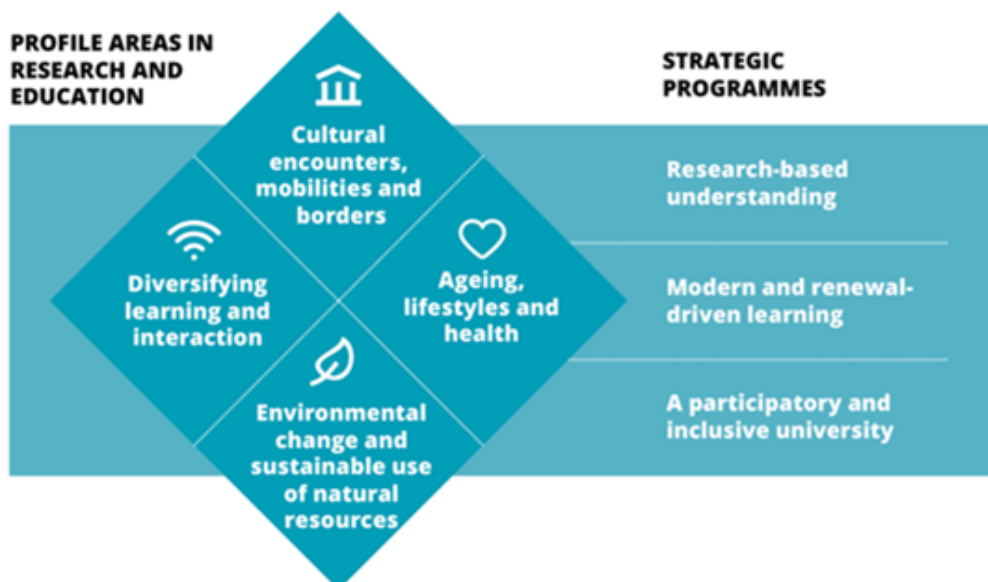 PROFILE AREAS IN
RESEARCH AND
EDUCATION
Cultural
encounters,
mobilities and
borders
Diversifying
learning and
interaction
Ageing,
lifestyles and
health
Environmental
change and
sustainable use
of natural
resources
STRATEGIC
PROGRAMMES
Research-based
understanding
Modern and renewal-
driven learning
A participatory and
inclusive university